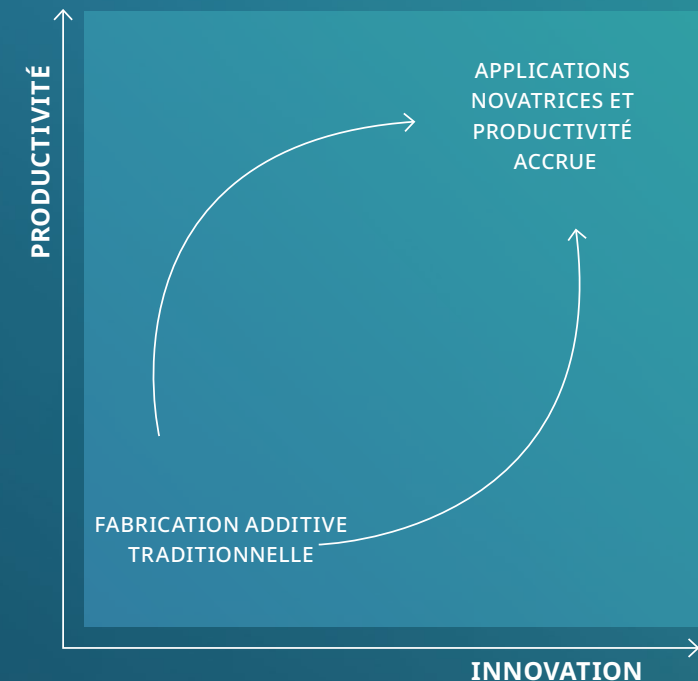 PRODUCTIVITÉ
APPLICATIONS
NOVATRICES ET
PRODUCTIVITÉ
ACCRUE
FABRICATION ADDITIVE
TRADITIONNELLE
INNOVATION